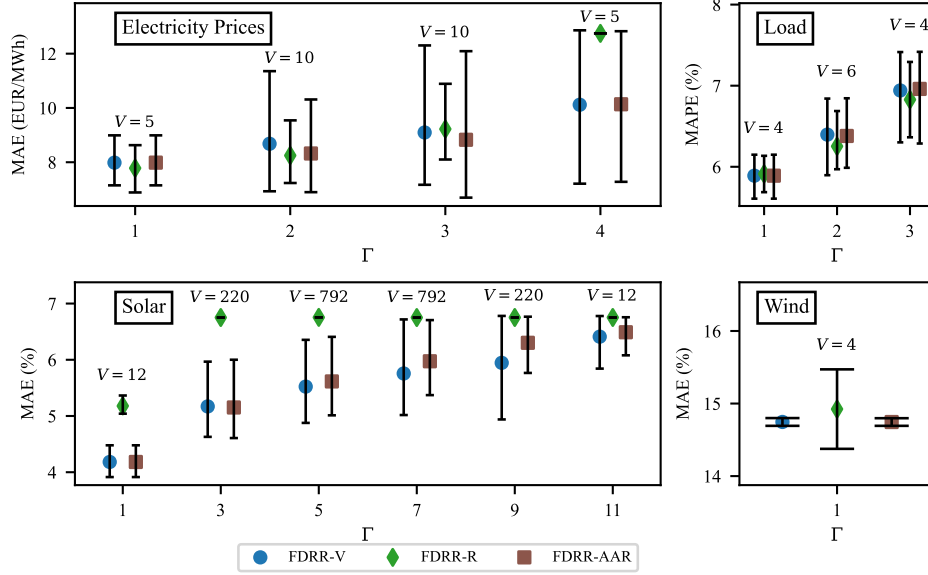 Electricity Prices
MAE (EUR/MWh)
12
10
8
V = 5
V = 10
V = 10
V = 5
1
2
3
4
Γ
Load
MAPE (%)
8
7
6
V = 4
V = 6
V = 4
1
2
3
Γ
Solar
MAE (%)
7
6
5
4
V = 12
V = 220
V = 792
V = 792
V = 220
V = 12
1
3
5
7
9
11
Γ
Wind
MAE (%)
16
15
14
V = 4
1
Γ
FDRR-V
FDRR-R
FDRR-AAR